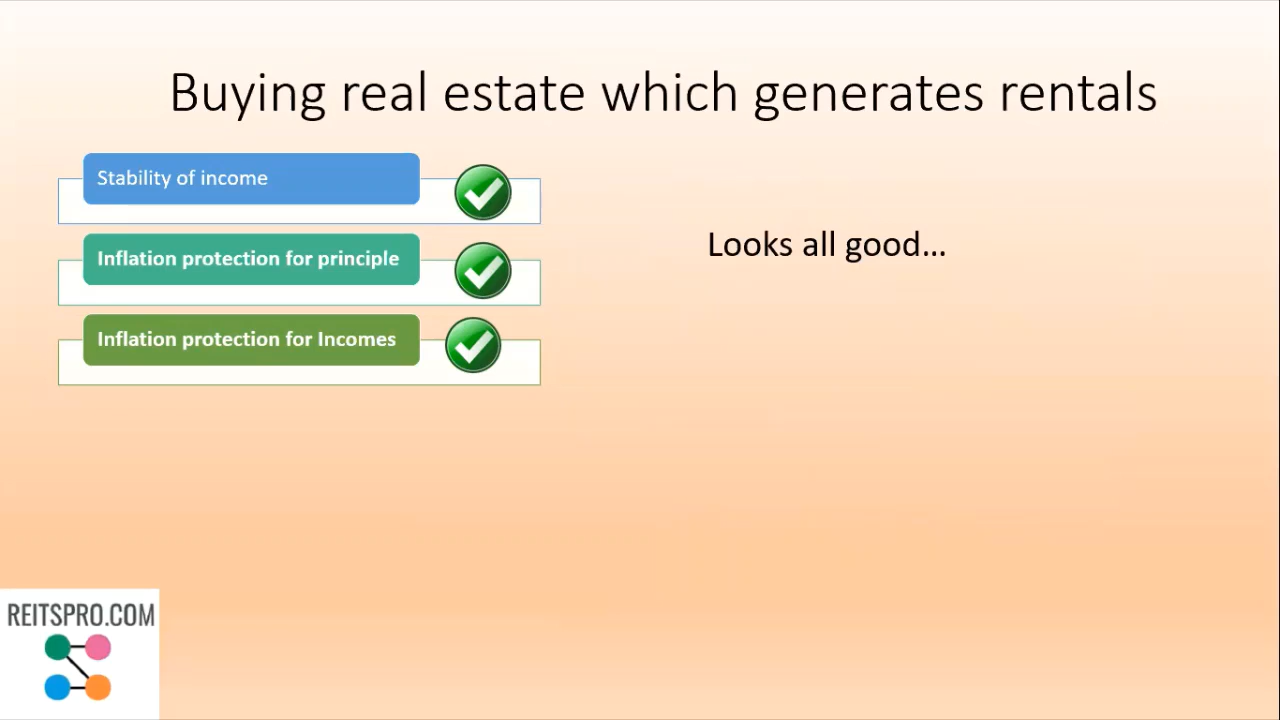 Buying real estate which generates rentals
Stability of income
Inflation protection for principle
Inflation protection for Incomes
Looks all good...
REITSPRO.COM